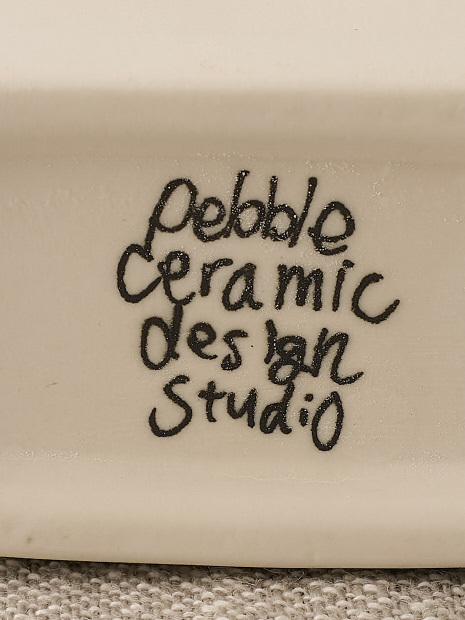 pebble
ceramic
design
studio